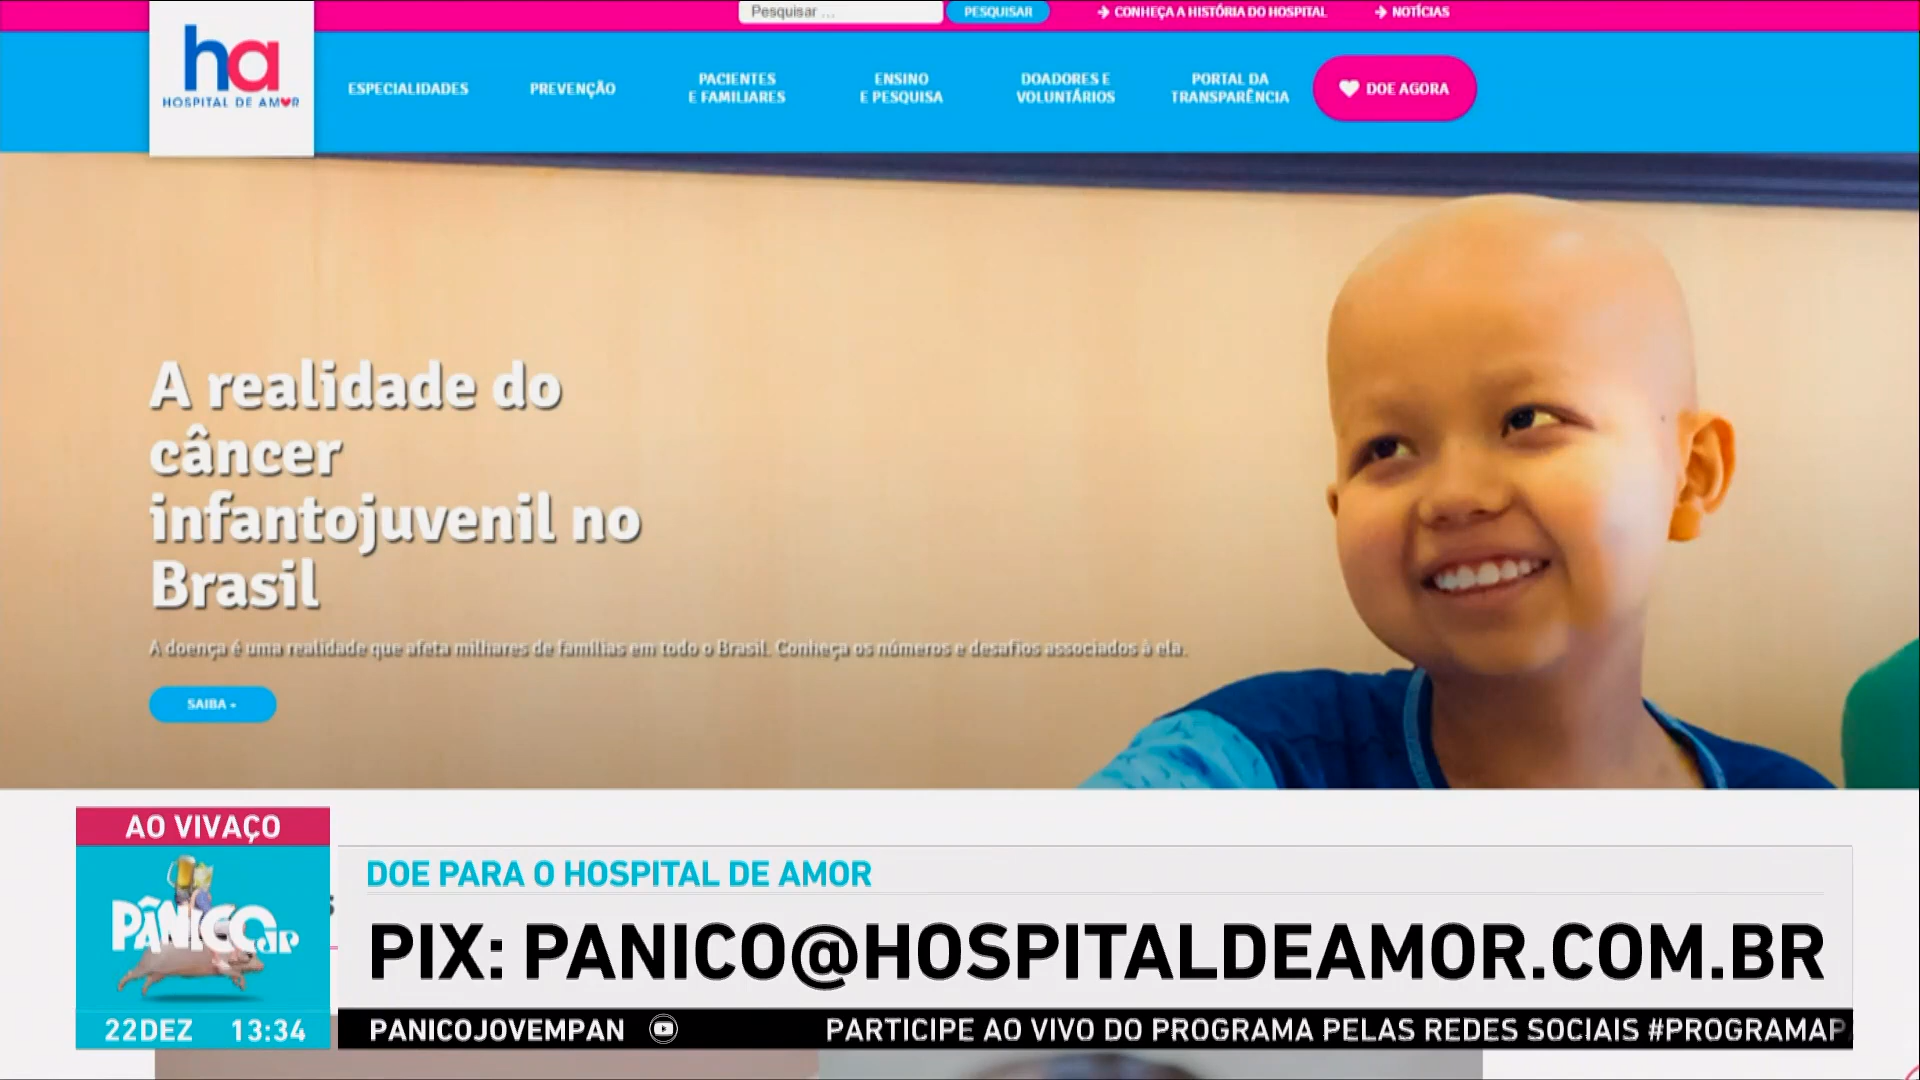 Pesquisar ...
PESQUISAR
→ CONHEÇA A HISTÓRIA DO HOSPITAL
→ NOTÍCIAS
ha
HOSPITAL DE AMOR
ESPECIALIDADES
PREVENÇÃO
PACIENTES
E FAMILIARES
ENSINO
E PESQUISA
DOADORES E
VOLUNTÁRIOS
PORTAL DA
TRANSPARÊNCIA
DOE AGORA
A realidade do
câncer
infantojuvenil no
Brasil
A doença é uma realidade que afeta milhares de famílias em todo o Brasil. Conheça os números e desafios associados à ela.
SAIBA +
AO VIVAÇO
PÂNICO JP
22DEZ 13:34
DOE PARA O HOSPITAL DE AMOR
PIX: PANICO@HOSPITALDEAMOR.COM.BR
PANICOJOVEMPAN
PARTICIPE AO VIVO DO PROGRAMA PELAS REDES SOCIAIS #PROGRAMAP